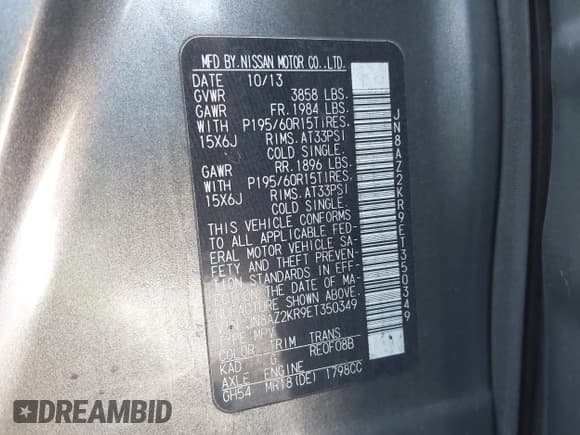 MFD BY.NISSAN MOTOR CO.,LTD.
DATE 10/13
GVWR 3858 LBS.
GAWR FR.1984 LBS.
WITH P195/60R15TIRES.
15X6J RIMS.AT33PSI
COLD SINGLE.
GAWR RR.1896 LBS.
WITH P195/60R15TIRES.
15X6J RIMS.AT33PSI
COLD SINGLE.
THIS VEHICLE CONFORMS
TO ALL APPLICABLE FED-
ERAL MOTOR VEHICLE SA-
FETY AND THEFT PREVEN-
TION STANDARDS IN EFF-
ECT ON THE DATE OF MA-
NUFACTURE SHOWN ABOVE.
V.I.N. JN8AZ2KR9ET350349
TYPE MPV
COLOR TRIM TRANS
KAD G RE0F08B
AXLE ENGINE
GH54 MR18(DE) 1798CC
JN8AZ2KR9ET350349
DREAMBID